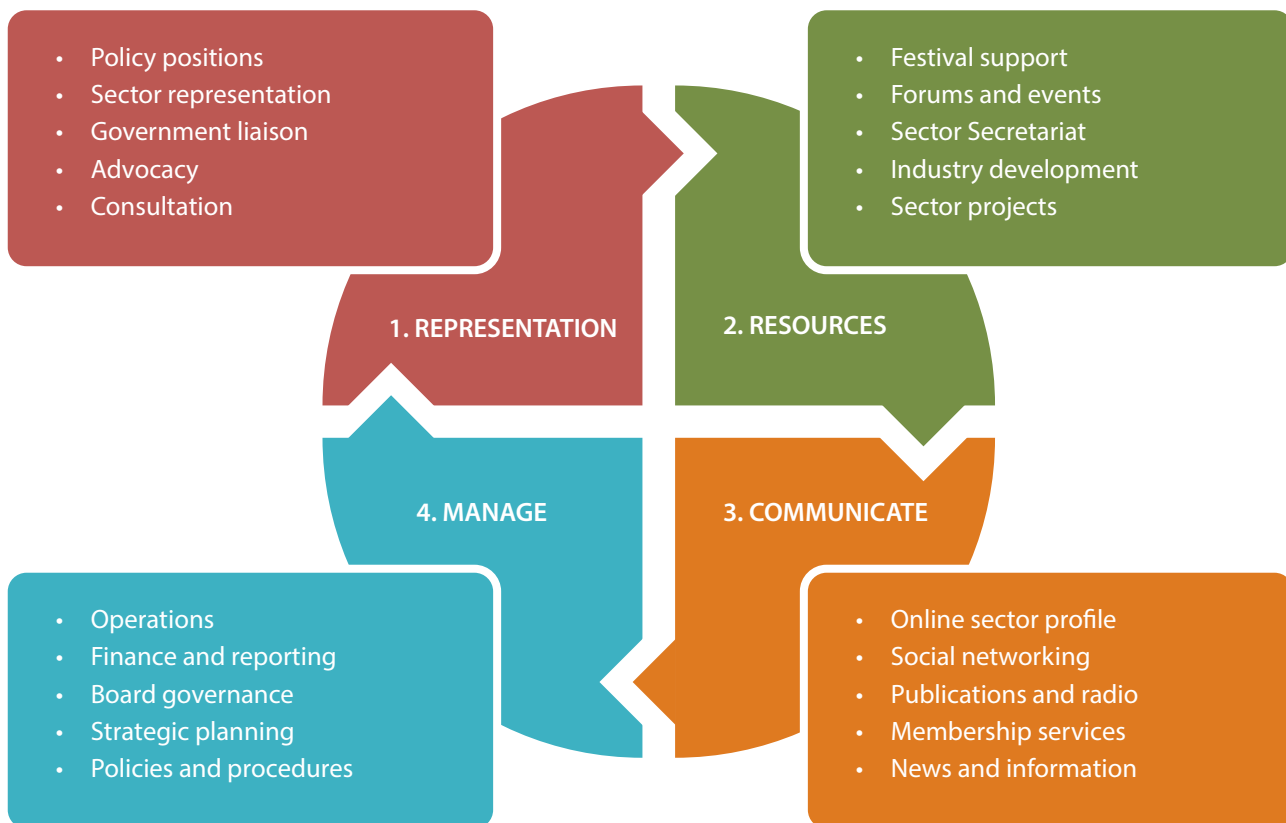 • Policy positions
• Sector representation
• Government liaison
• Advocacy
• Consultation
1. REPRESENTATION
• Festival support
• Forums and events
• Sector Secretariat
• Industry development
• Sector projects
2. RESOURCES
3. COMMUNICATE
• Online sector profile
• Social networking
• Publications and radio
• Membership services
• News and information
4. MANAGE
• Operations
• Finance and reporting
• Board governance
• Strategic planning
• Policies and procedures